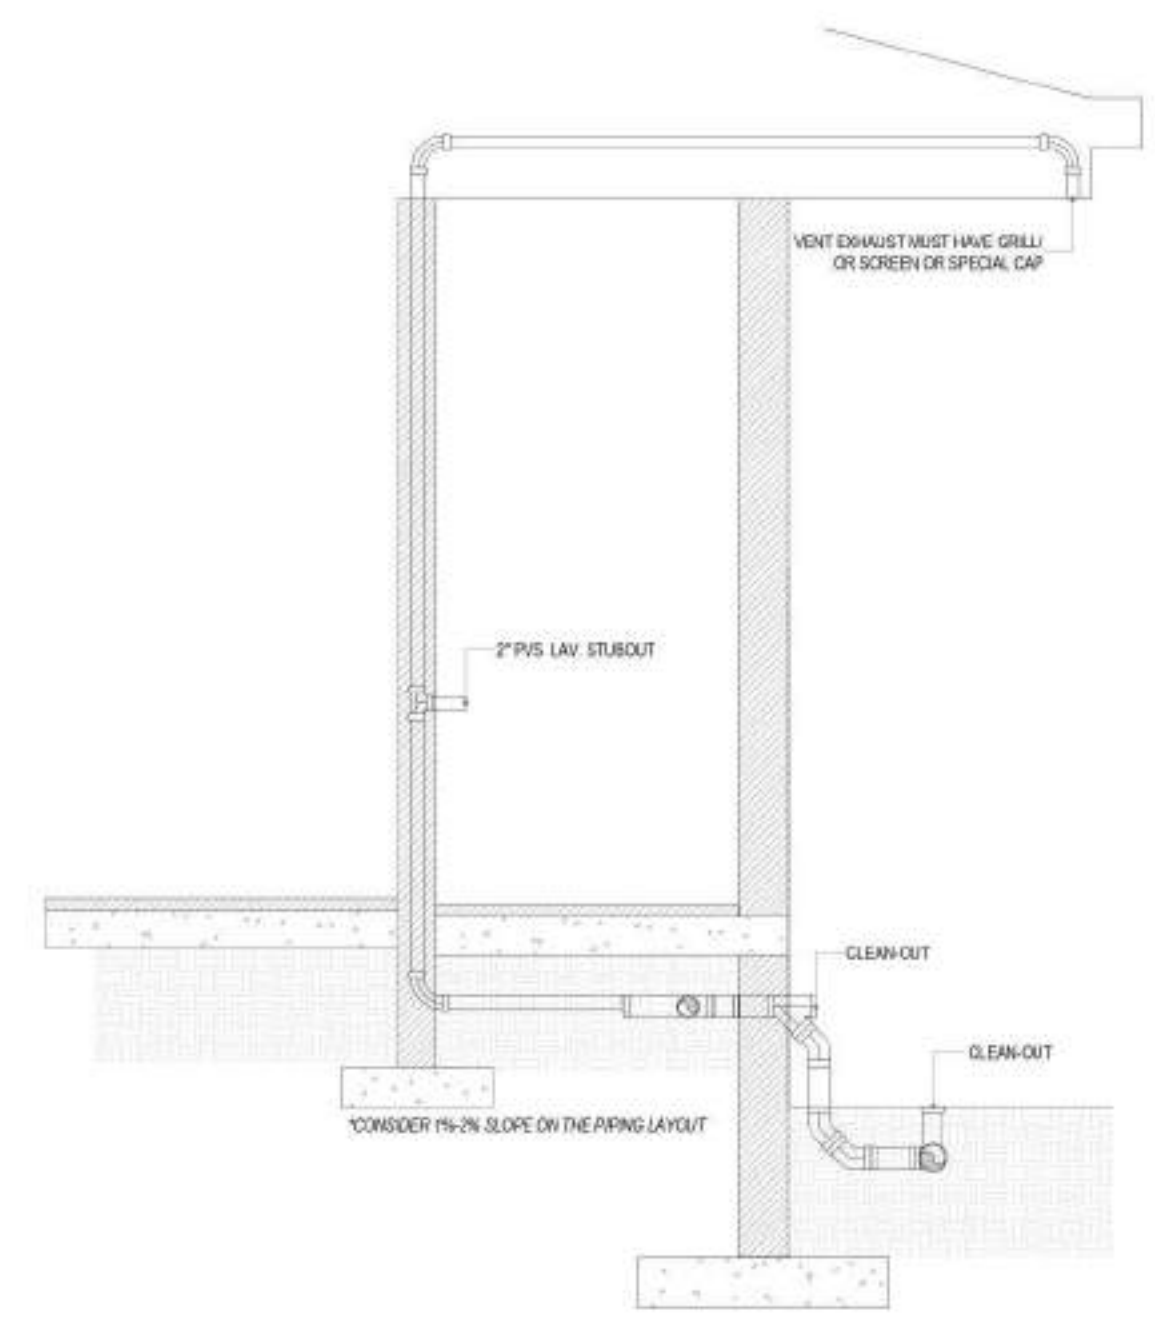 VENT EXHAUST MUST HAVE GRILL/
OR SCREEN OR SPECIAL CAP
2" PVS. LAV. STUBOUT
CLEAN-OUT
CLEAN-OUT
*CONSIDER 1%-2% SLOPE ON THE PIPING LAYOUT